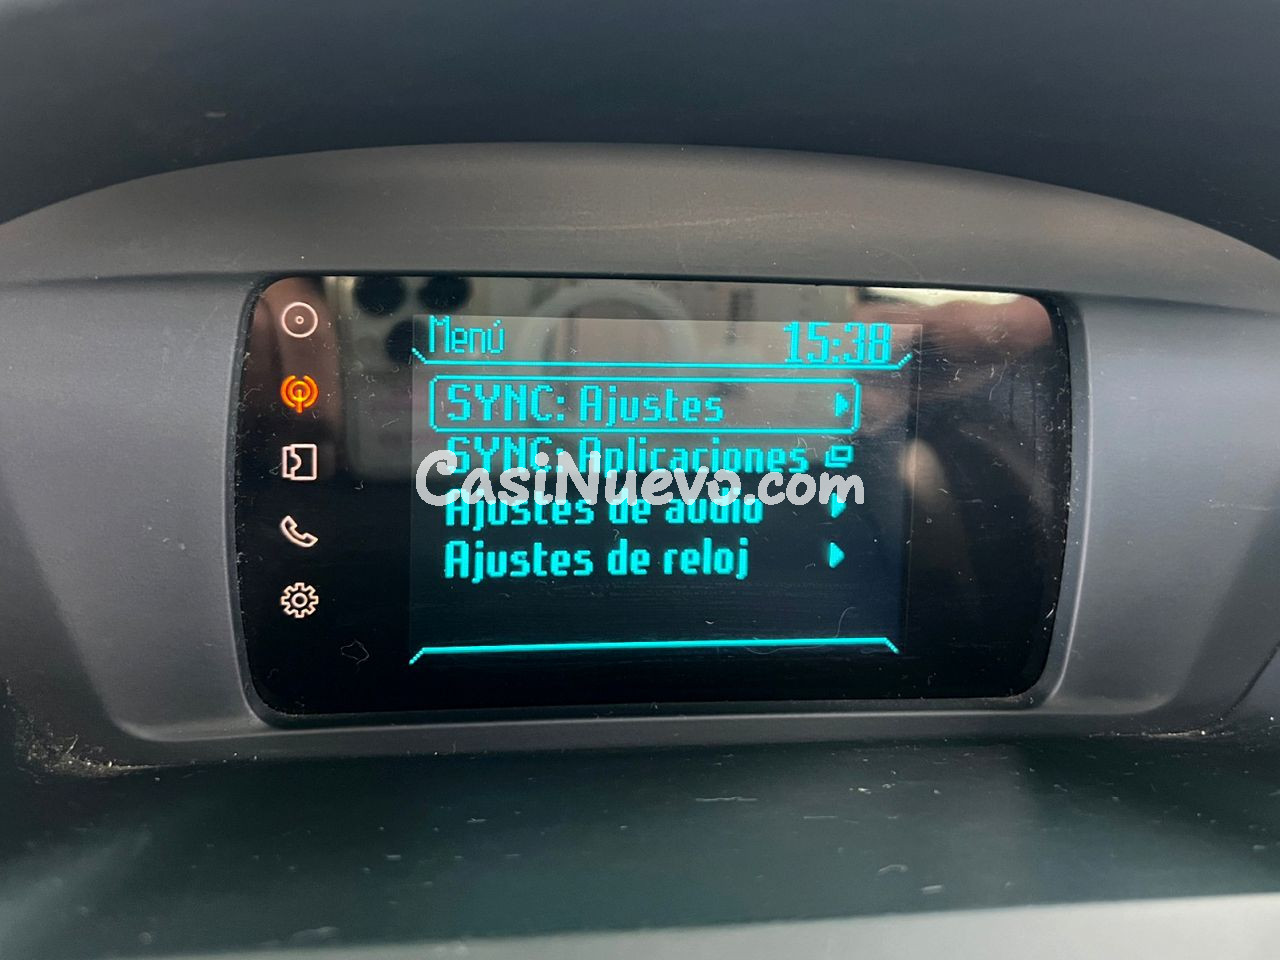 Menú 15:38
SYNC: Ajustes
SYNC: Aplicaciones
CasiNuevo.com
Ajustes de audio
Ajustes de reloj